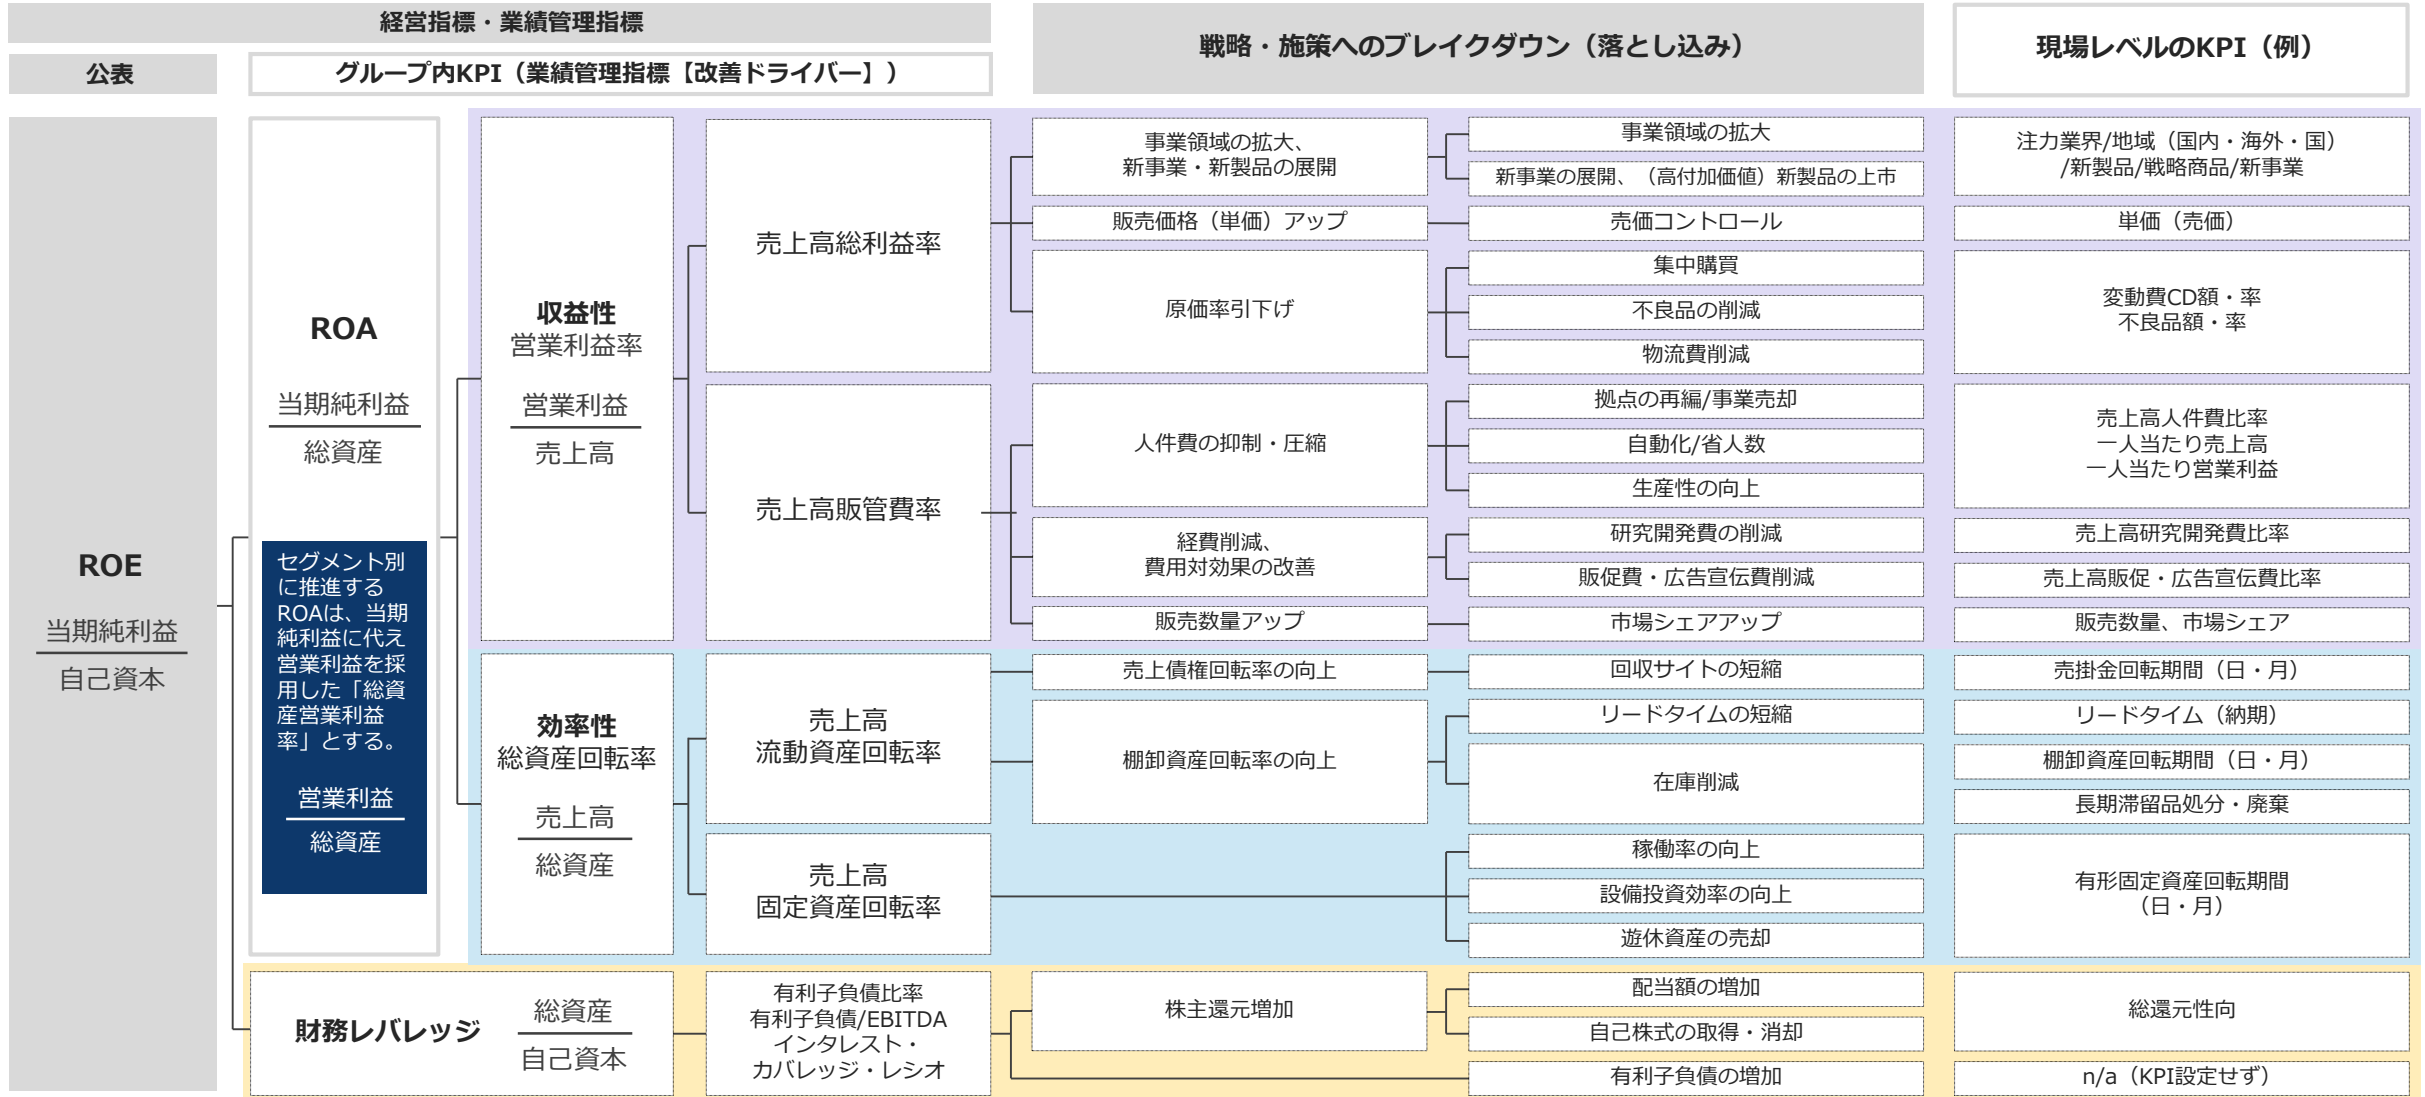 経営指標・業績管理指標
公表
グループ内KPI（業績管理指標【改善ドライバー】）
戦略・施策へのブレイクダウン（落とし込み）
現場レベルのKPI（例）
ROE
当期純利益
自己資本
ROA
当期純利益
総資産
セグメント別
に推進する
ROAは、当期
純利益に代え
営業利益を採
用した「総資
産営業利益
率」とする。
営業利益
総資産
収益性
営業利益率
営業利益
売上高
売上高総利益率
事業領域の拡大、
新事業・新製品の展開
事業領域の拡大
新事業の展開、（高付加価値）新製品の上市
注力業界/地域（国内・海外・国）
/新製品/戦略商品/新事業
販売価格（単価）アップ
売価コントロール
単価（売価）
原価率引下げ
集中購買
不良品の削減
物流費削減
変動費CD額・率
不良品額・率
売上高販管費率
人件費の抑制・圧縮
拠点の再編/事業売却
自動化/省人数
生産性の向上
売上高人件費比率
一人当たり売上高
一人当たり営業利益
経費削減、
費用対効果の改善
研究開発費の削減
売上高研究開発費比率
販促費・広告宣伝費削減
売上高販促・広告宣伝費比率
販売数量アップ
市場シェアアップ
販売数量、市場シェア
効率性
総資産回転率
売上高
総資産
売上高
流動資産回転率
売上債権回転率の向上
回収サイトの短縮
売掛金回転期間（日・月）
棚卸資産回転率の向上
リードタイムの短縮
リードタイム（納期）
在庫削減
棚卸資産回転期間（日・月）
長期滞留品処分・廃棄
売上高
固定資産回転率
稼働率の向上
設備投資効率の向上
遊休資産の売却
有形固定資産回転期間
（日・月）
財務レバレッジ
総資産
自己資本
有利子負債比率
有利子負債/EBITDA
インタレスト・
カバレッジ・レシオ
株主還元増加
配当額の増加
自己株式の取得・消却
総還元性向
有利子負債の増加
n/a（KPI設定せず）